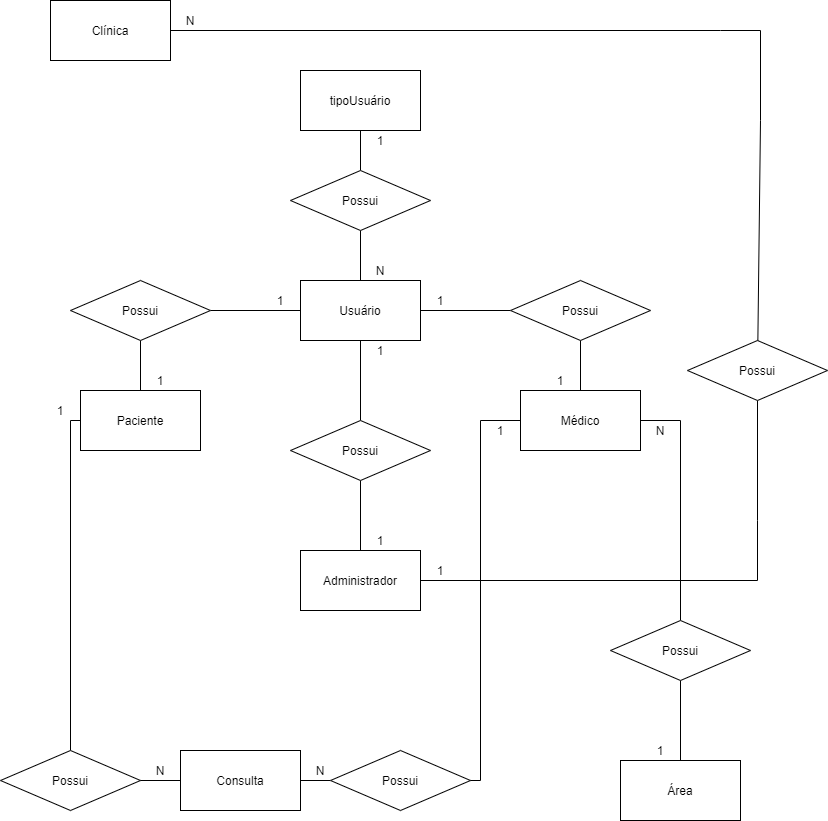 Clínica
N
tipoUsuário
1
Possui
N
Possui
1
Usuário
1
Possui
1
1
1
Possui
1
Paciente
1
Médico
N
Possui
1
Administrador
1
Possui
Possui
N
Consulta
N
Possui
1
Área